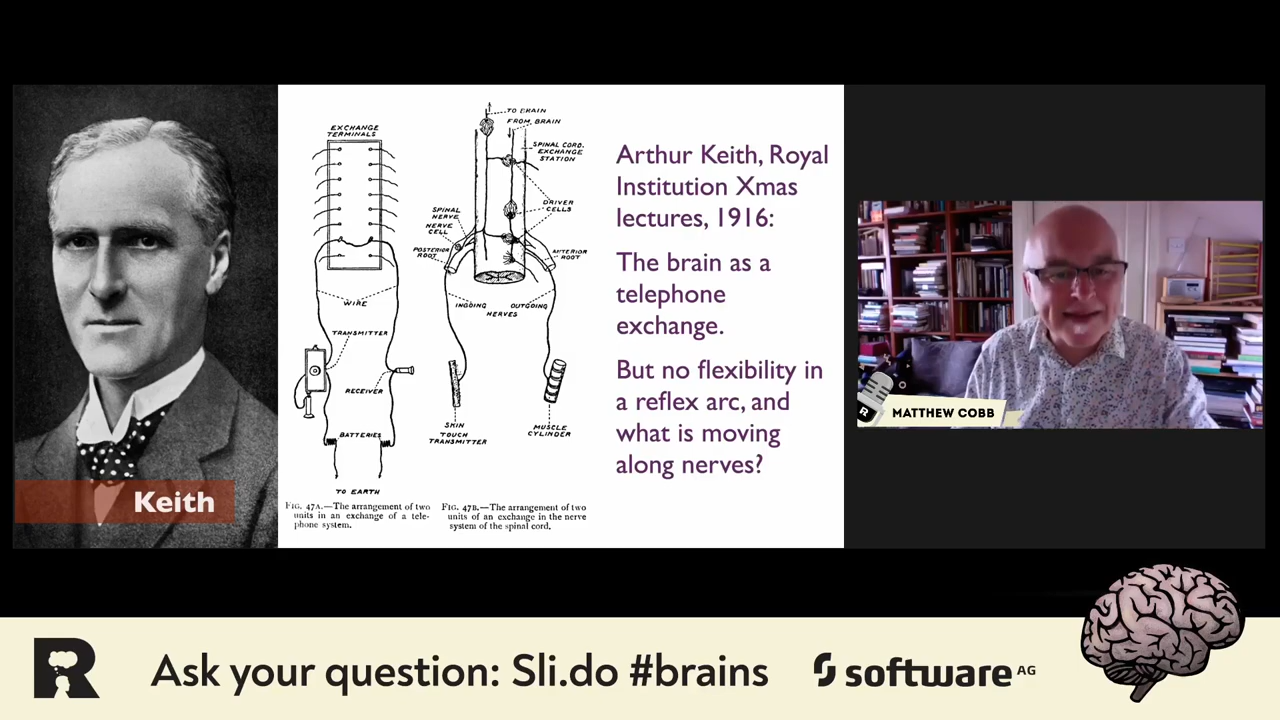 Keith
EXCHANGE
TERMINALS
WIRE
TRANSMITTER
RECEIVER
BATTERIES
TO EARTH
FIG. 47A.—The arrangement of two
units in an exchange of a tele-
phone system.
TO BRAIN
FROM BRAIN
SPINAL CORD.
EXCHANGE
STATION
DRIVER
CELLS
SPINAL
NERVE
NERVE
CELL
POSTERIOR
ROOT
ANTERIOR
ROOT
INGOING
OUTGOING
NERVES
SKIN
TOUCH
TRANSMITTER
MUSCLE
CYLINDER
FIG. 47B.—The arrangement of two
units of an exchange in the nerve
system of the spinal cord.
Arthur Keith, Royal
Institution Xmas
lectures, 1916:
The brain as a
telephone
exchange.
But no flexibility in
a reflex arc, and
what is moving
along nerves?
R
MATTHEW COBB
R
Ask your question: Sli.do #brains
software AG